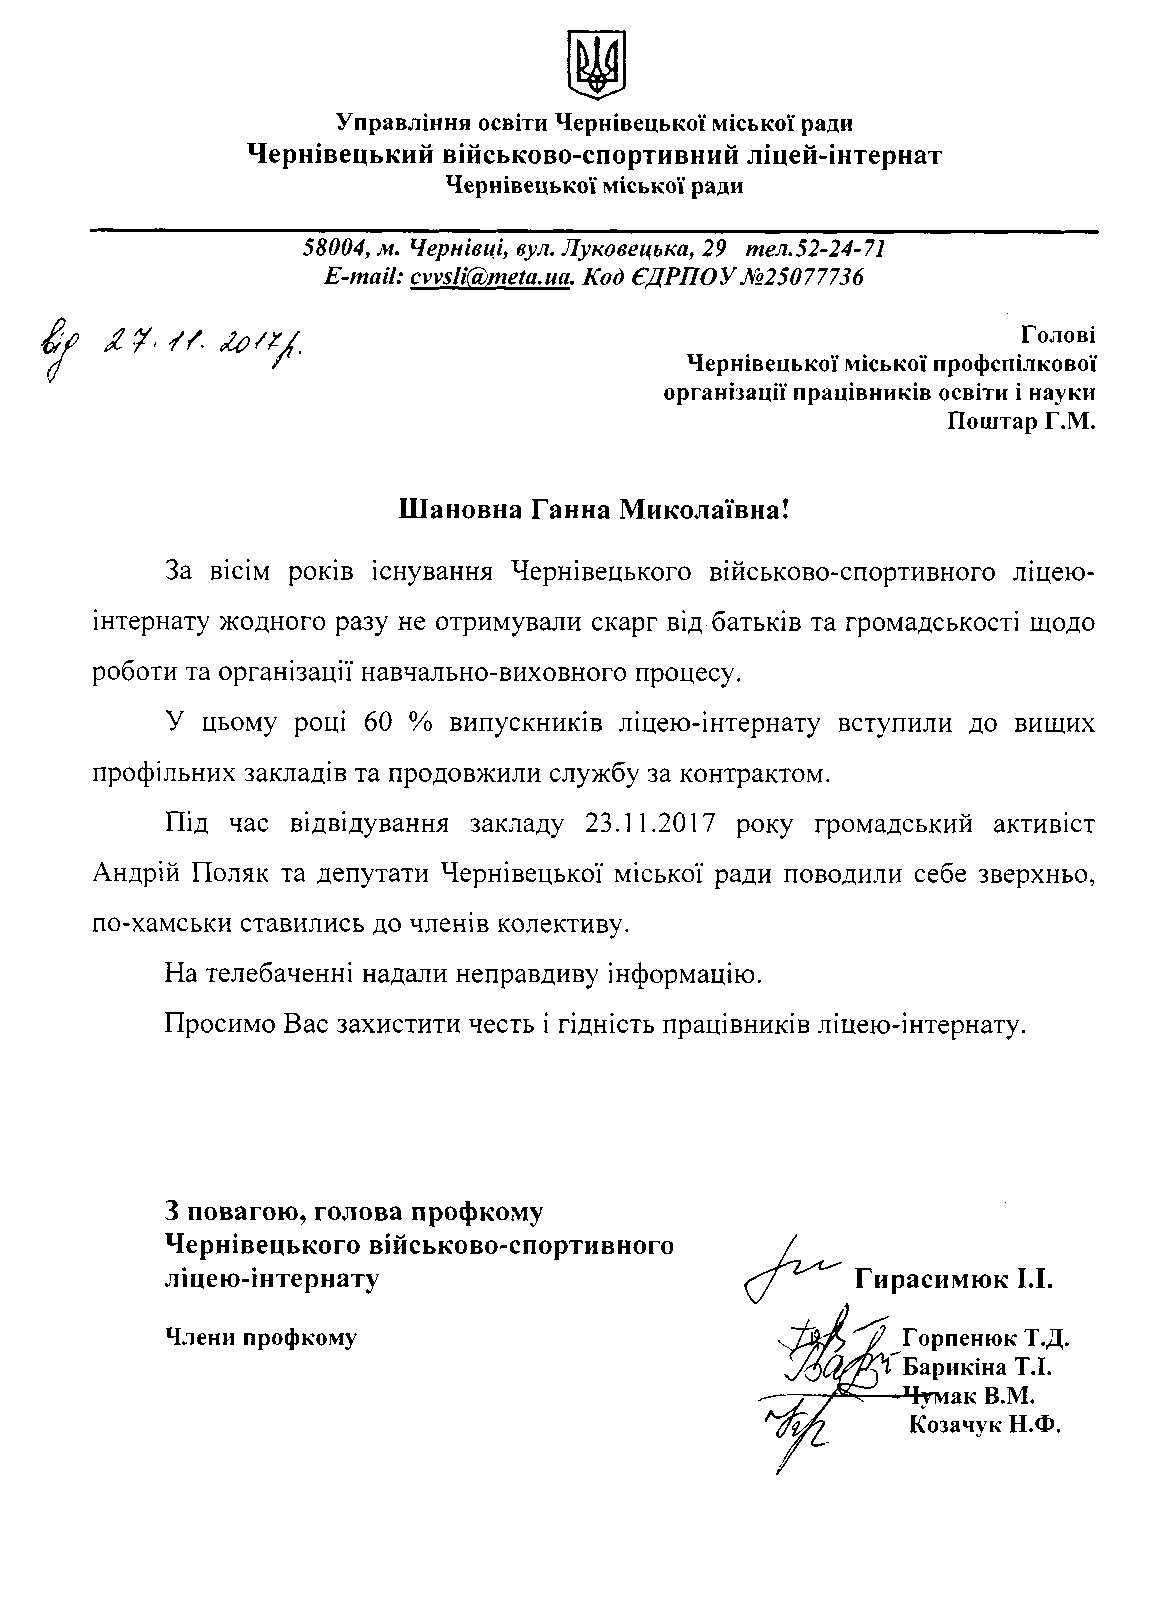 Управління освіти Чернівецької міської ради
Чернівецький військово-спортивний ліцей-інтернат
Чернівецької міської ради
58004, м. Чернівці, вул. Луковецька, 29 тел.52-24-71
E-mail: cvvsli@meta.ua. Код ЄДРПОУ №25077736
від 27.11.2017р.
Голові
Чернівецької міської профспілкової
організації працівників освіти і науки
Поштар Г.М.
Шановна Ганна Миколаївна!
За вісім років існування Чернівецького військово-спортивного ліцею-
інтернату жодного разу не отримували скарг від батьків та громадськості щодо
роботи та організації навчально-виховного процесу.
У цьому році 60 % випускників ліцею-інтернату вступили до вищих
профільних закладів та продовжили службу за контрактом.
Під час відвідування закладу 23.11.2017 року громадський активіст
Андрій Поляк та депутати Чернівецької міської ради поводили себе зверхньо,
по-хамськи ставились до членів колективу.
На телебаченні надали неправдиву інформацію.
Просимо Вас захистити честь і гідність працівників ліцею-інтернату.
З повагою, голова профкому
Чернівецького військово-спортивного
ліцею-інтернату Гирасимюк І.І.
Члени профкому Горпенюк Т.Д.
Барикіна Т.І.
Чумак В.М.
Козачук Н.Ф.